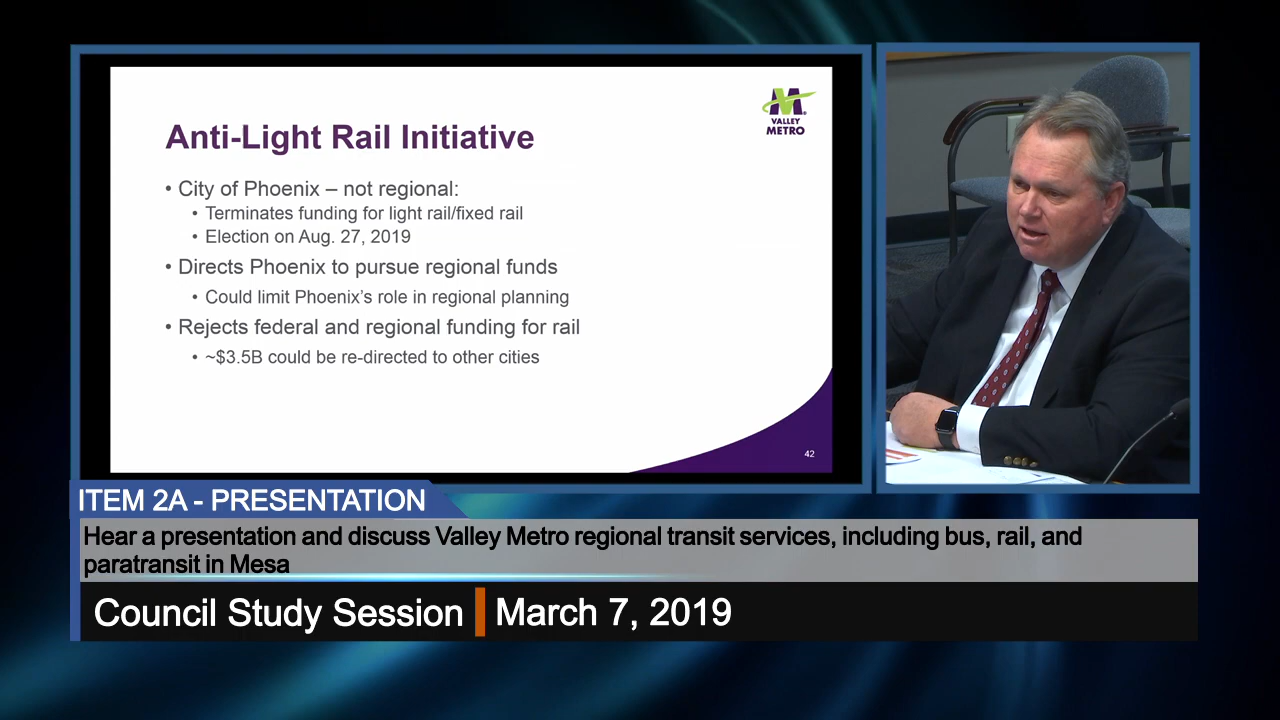 VALLEY
METRO
Anti-Light Rail Initiative
• City of Phoenix – not regional:
• Terminates funding for light rail/fixed rail
• Election on Aug. 27, 2019
• Directs Phoenix to pursue regional funds
• Could limit Phoenix’s role in regional planning
• Rejects federal and regional funding for rail
• ~$3.5B could be re-directed to other cities
42
ITEM 2A - PRESENTATION
Hear a presentation and discuss Valley Metro regional transit services, including bus, rail, and
paratransit in Mesa
Council Study Session March 7, 2019